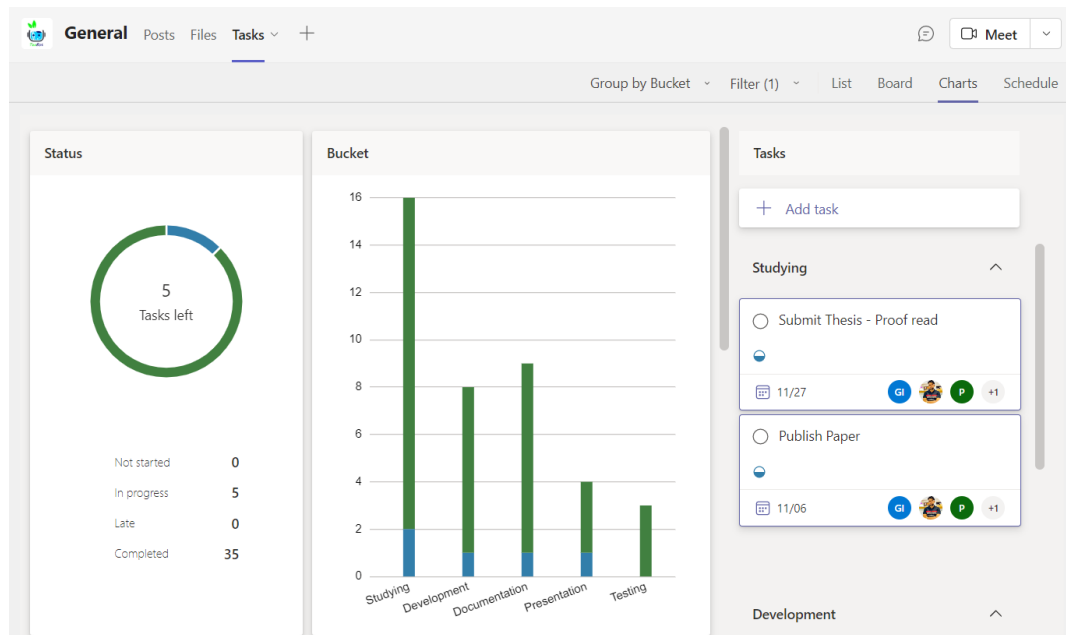 General Posts Files Tasks
Meet
Group by Bucket Filter (1) List Board Charts Schedule
Status
5
Tasks left
Not started 0
In progress 5
Late 0
Completed 35
Bucket
16
14
12
10
8
6
4
2
0
Studying Development Documentation Presentation Testing
Tasks
Add task
Studying
Submit Thesis - Proof read
11/27 GI P +1
Publish Paper
11/06 GI P +1
Development